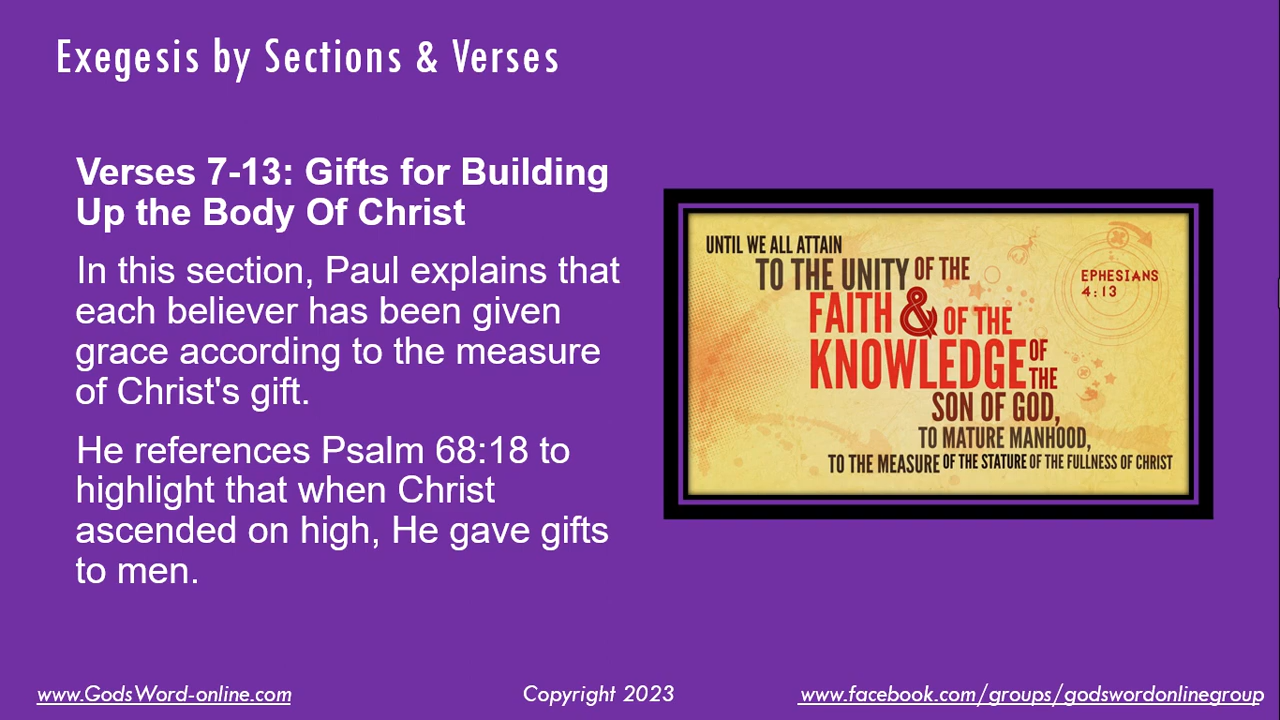 Exegesis by Sections & Verses
Verses 7-13: Gifts for Building
Up the Body Of Christ
In this section, Paul explains that
each believer has been given
grace according to the measure
of Christ's gift.
He references Psalm 68:18 to
highlight that when Christ
ascended on high, He gave gifts
to men.
UNTIL WE ALL ATTAIN
TO THE UNITY OF THE
FAITH & OF THE
KNOWLEDGE OF THE
SON OF GOD,
TO MATURE MANHOOD,
TO THE MEASURE OF THE STATURE OF THE FULLNESS OF CHRIST
EPHESIANS
4:13
www.GodsWord-online.com
Copyright 2023
www.facebook.com/groups/godswordonlinegroup